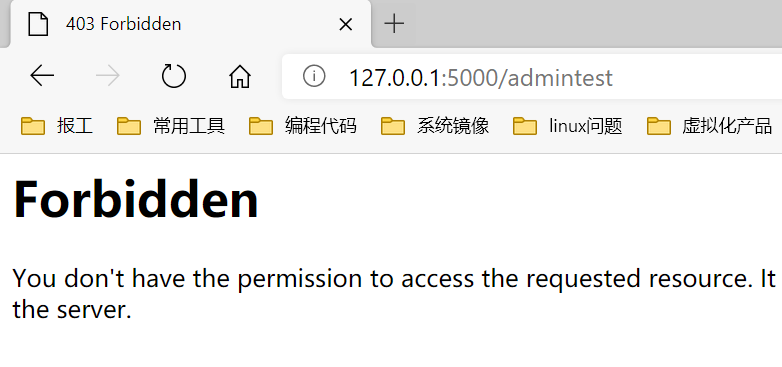 403 Forbidden
127.0.0.1:5000/admintest
报工 常用工具 编程代码 系统镜像 linux问题 虚拟化产品
Forbidden
You don't have the permission to access the requested resource. It
the server.